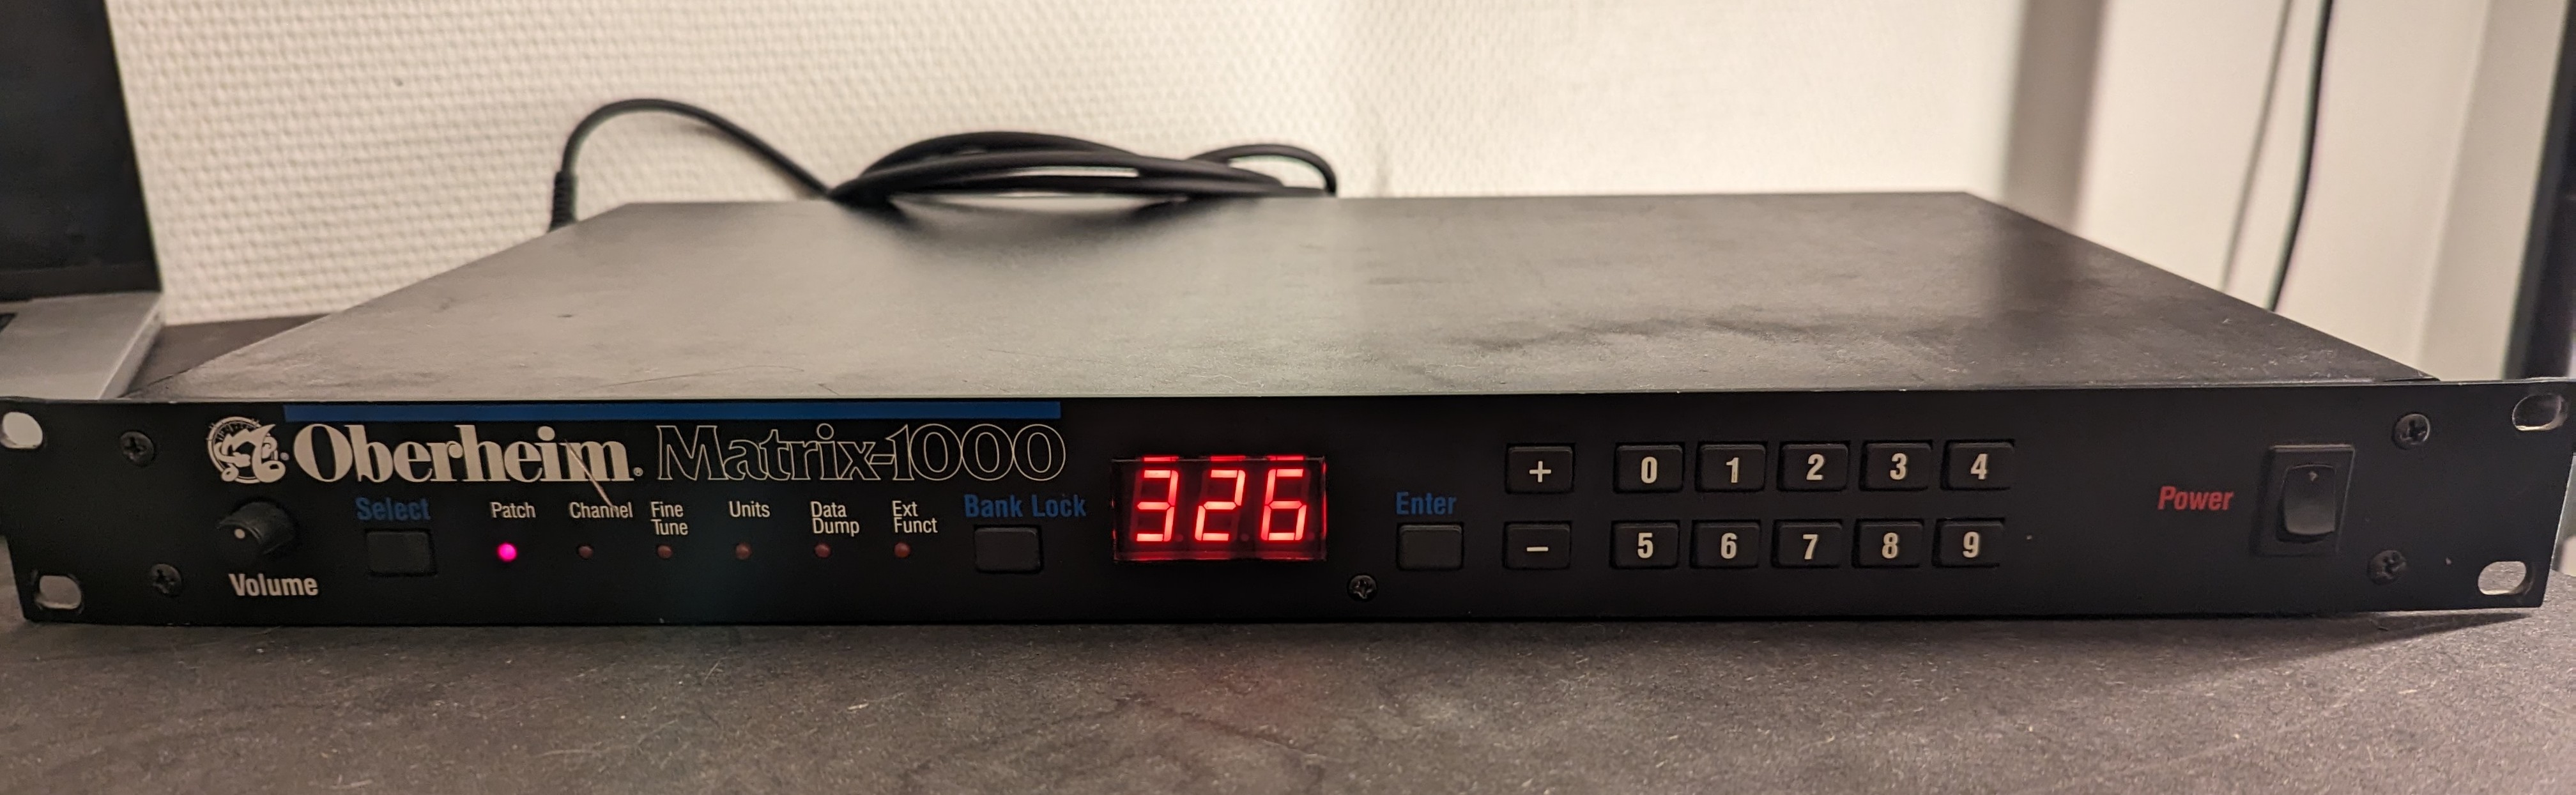 Oberheim® Matrix-1000
Volume
Select
Patch
Channel
Fine
Tune
Units
Data
Dump
Ext
Funct
Bank Lock
326
Enter
+ 0 1 2 3 4
– 5 6 7 8 9
Power